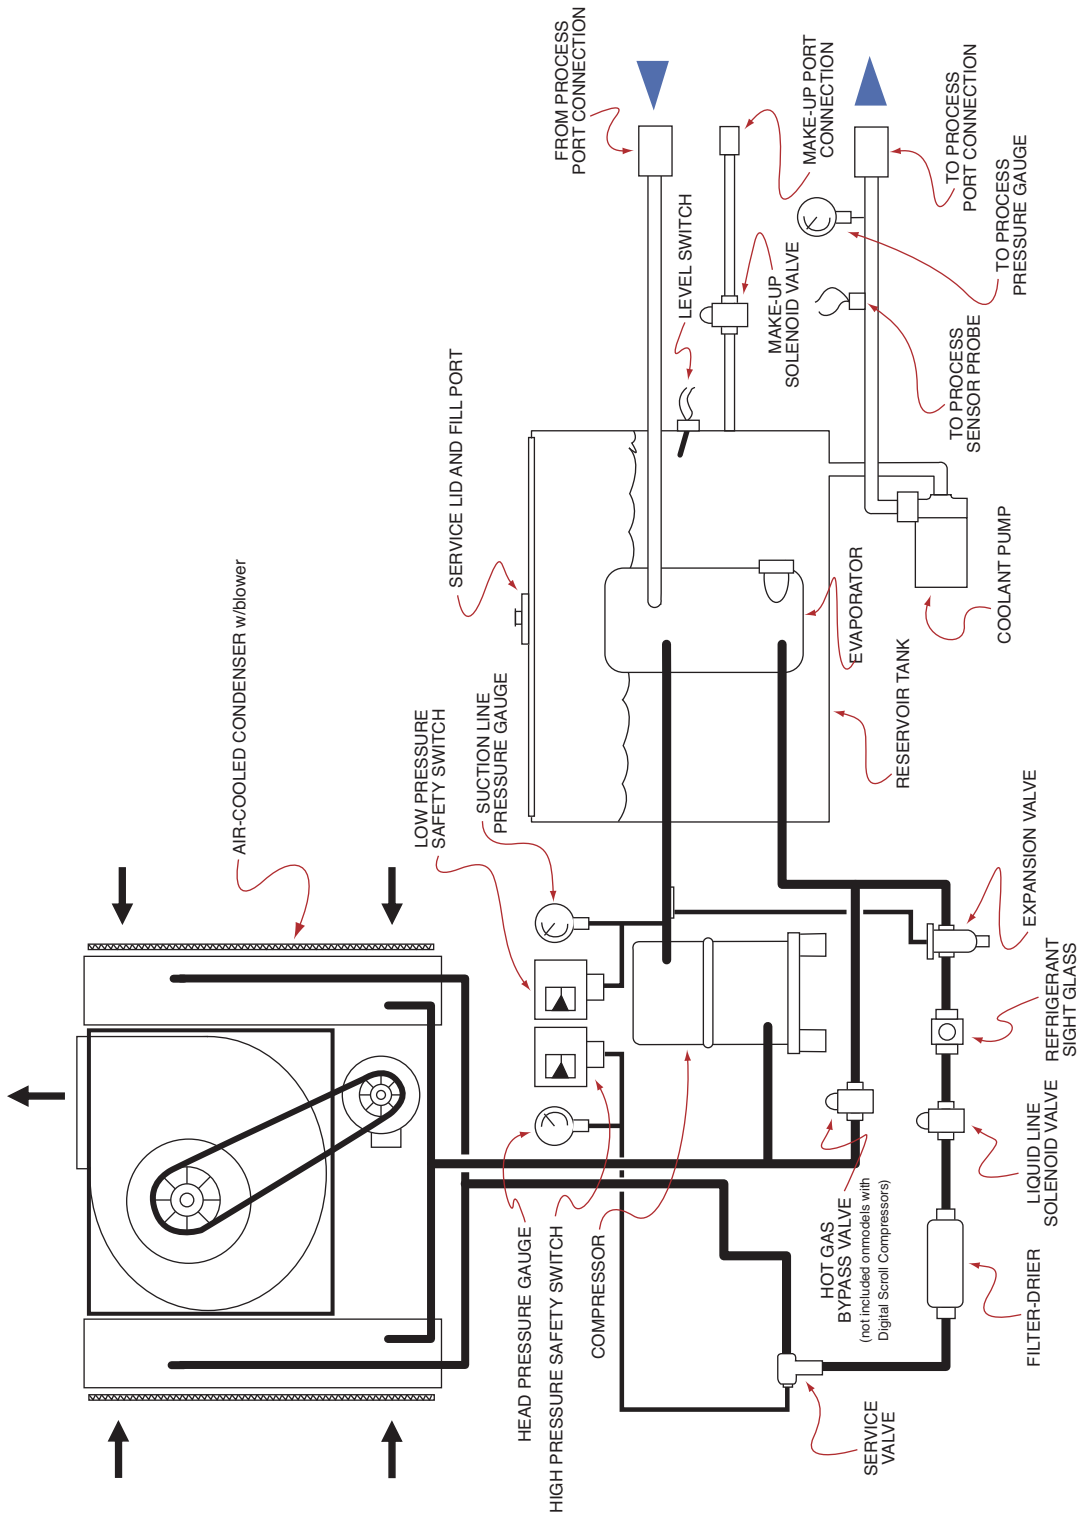 AIR-COOLED CONDENSER w/blower
SERVICE LID AND FILL PORT
FROM PROCESS
PORT CONNECTION
LEVEL SWITCH
MAKE-UP PORT
CONNECTION
MAKE-UP
SOLENOID VALVE
TO PROCESS
PORT CONNECTION
TO PROCESS
PRESSURE GAUGE
TO PROCESS
SENSOR PROBE
COOLANT PUMP
EVAPORATOR
RESERVOIR TANK
LOW PRESSURE
SAFETY SWITCH
SUCTION LINE
PRESSURE GAUGE
EXPANSION VALVE
REFRIGERANT
SIGHT GLASS
LIQUID LINE
SOLENOID VALVE
FILTER-DRIER
HOT GAS
BYPASS VALVE
(not included onmodels with
Digital Scroll Compressors)
SERVICE
VALVE
HEAD PRESSURE GAUGE
HIGH PRESSURE SAFETY SWITCH
COMPRESSOR